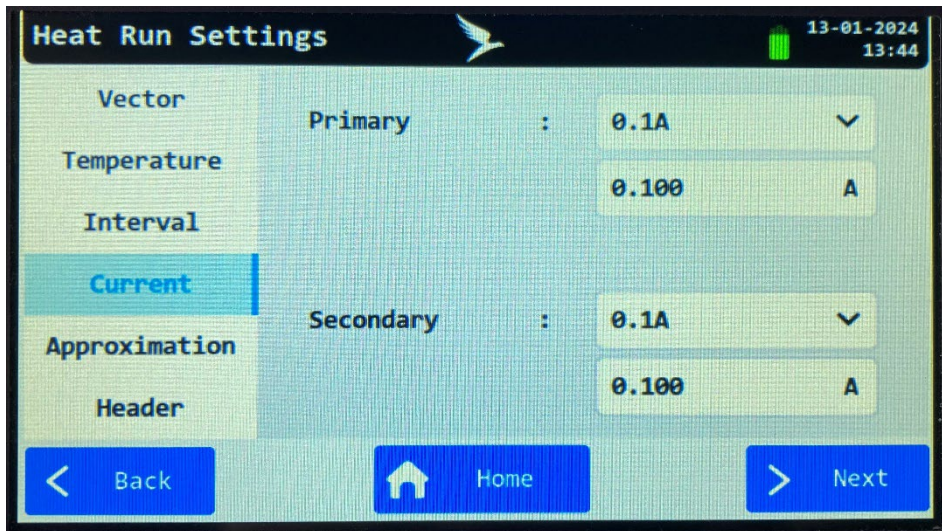 Heat Run Settings
13-01-2024
13:44
Vector
Temperature
Interval
Current
Approximation
Header
Primary : 0.1A
0.100 A
Secondary : 0.1A
0.100 A
Back
Home
Next